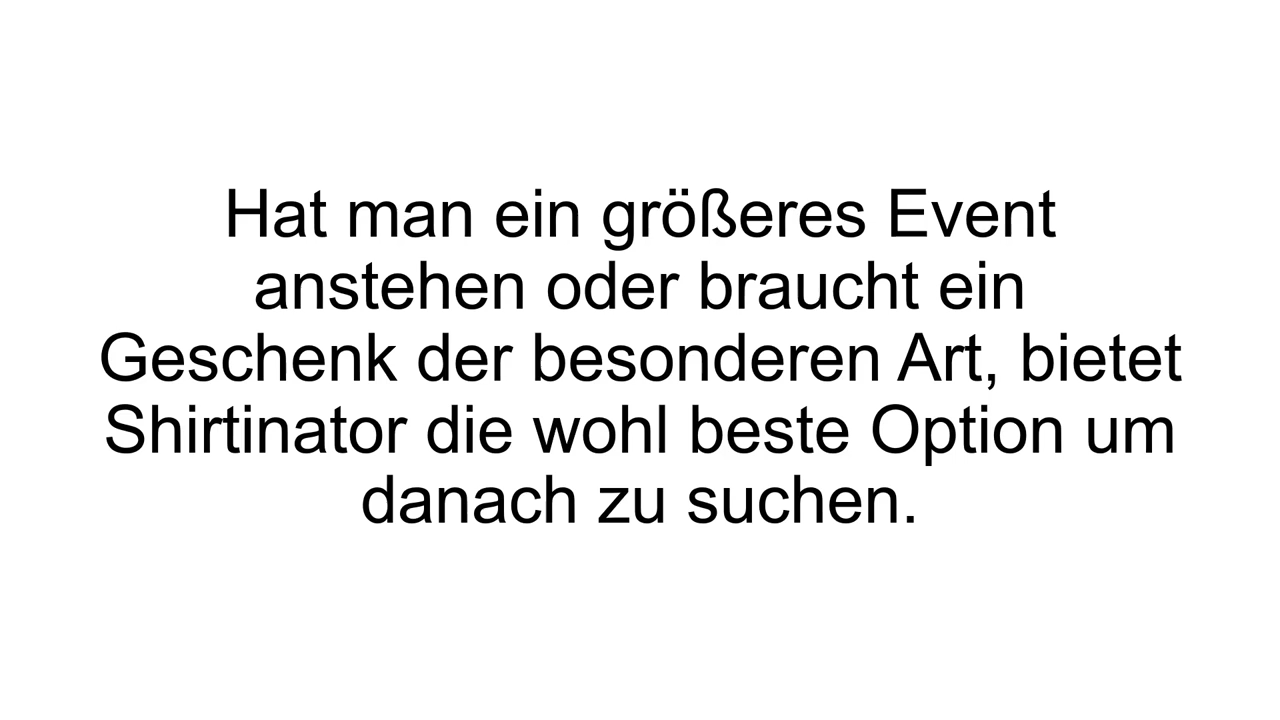 Hat man ein größeres Event
anstehen oder braucht ein
Geschenk der besonderen Art, bietet
Shirtinator die wohl beste Option um
danach zu suchen.